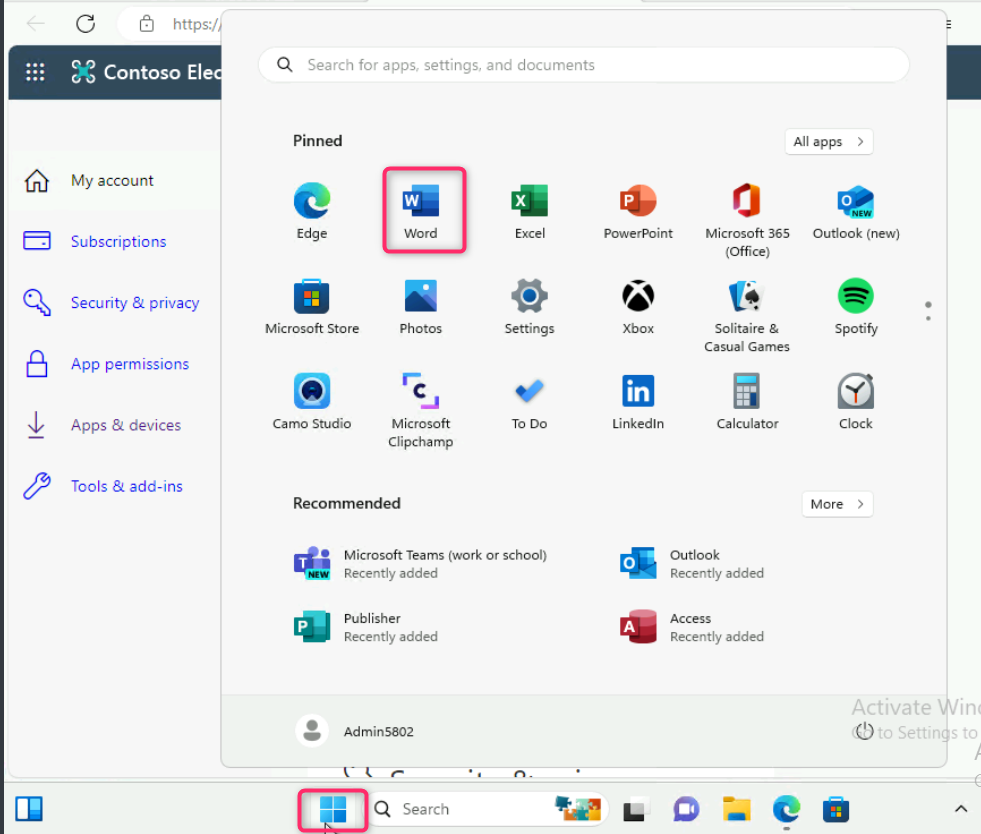 https:/
Contoso Elec
Search for apps, settings, and documents
Pinned
All apps
My account
Subscriptions
Security & privacy
App permissions
Apps & devices
Tools & add-ins
Edge
Word
Excel
PowerPoint
Microsoft 365
(Office)
Outlook (new)
Microsoft Store
Photos
Settings
Xbox
Solitaire &
Casual Games
Spotify
Camo Studio
Microsoft
Clipchamp
To Do
LinkedIn
Calculator
Clock
Recommended
More
Microsoft Teams (work or school)
Recently added
Outlook
Recently added
Publisher
Recently added
Access
Recently added
Admin5802
Activate Wind
Go to Settings to
Search